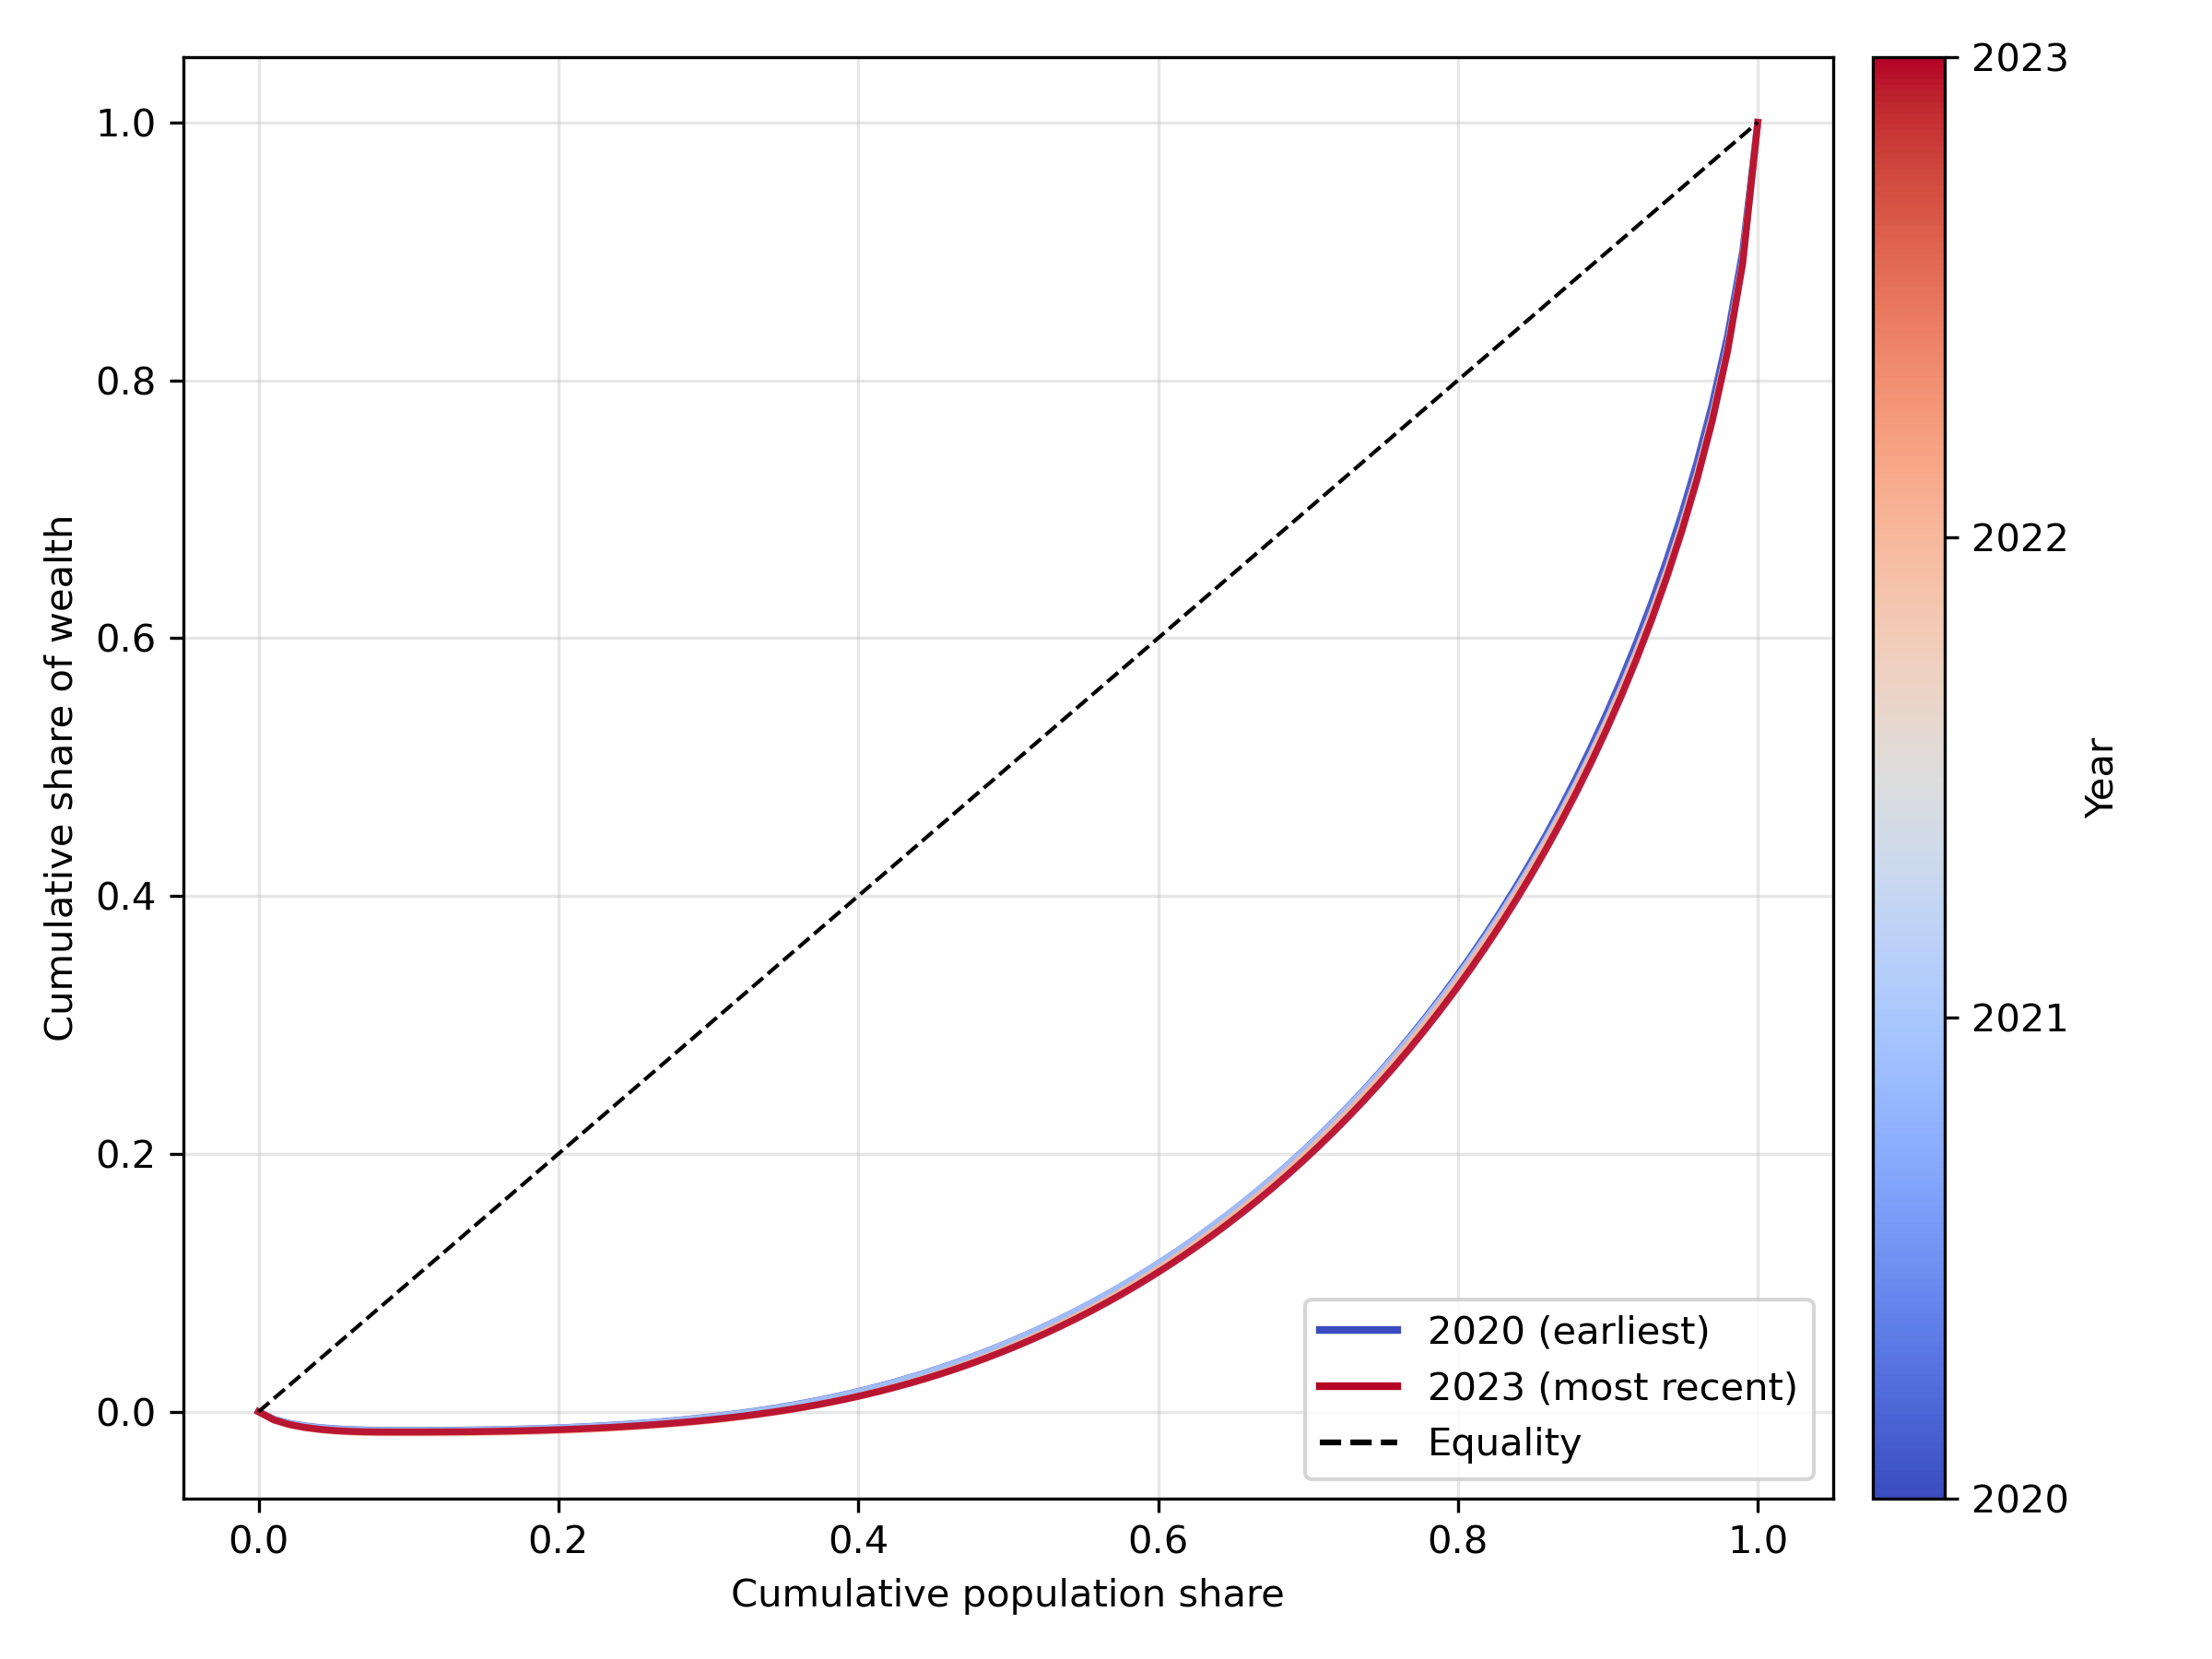 1.0
0.8
0.6
0.4
0.2
0.0
Cumulative share of wealth
0.0 0.2 0.4 0.6 0.8 1.0
Cumulative population share
2020 (earliest)
2023 (most recent)
Equality
2023
2022
2021
2020
Year